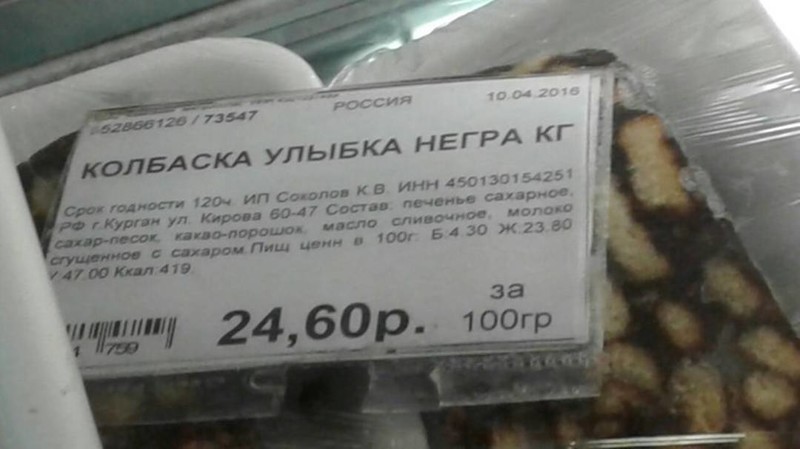 52866126 / 73547 РОССИЯ 10.04.2016
КОЛБАСКА УЛЫБКА НЕГРА КГ
Срок годности 120ч. ИП Соколов К.В. ИНН 450130154251
РФ г.Курган ул. Кирова 60-47 Состав: печенье сахарное,
сахар-песок, какао-порошок, масло сливочное, молоко
сгущенное с сахаром.Пищ ценн в 100г: Б:4.30 Ж:23.80
У 47.00 Ккал:419.
24,60р. за
100гр
759